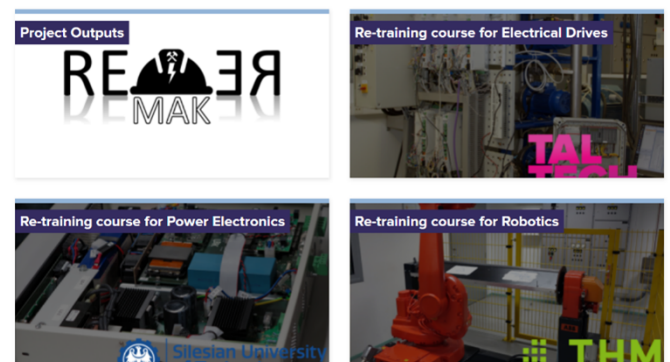 Project Outputs
REMAKER
MAK
Re-training course for Electrical Drives
TAL
TECH
Re-training course for Power Electronics
Silesian University
Re-training course for Robotics
THM